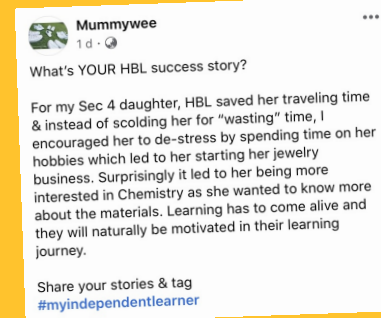 Mummywee
1 d ·
What's YOUR HBL success story?
For my Sec 4 daughter, HBL saved her traveling time
& instead of scolding her for "wasting" time, I
encouraged her to de-stress by spending time on her
hobbies which led to her starting her jewelry
business. Surprisingly it led to her being more
interested in Chemistry as she wanted to know more
about the materials. Learning has to come alive and
they will naturally be motivated in their learning
journey.
Share your stories & tag
#myindependentlearner